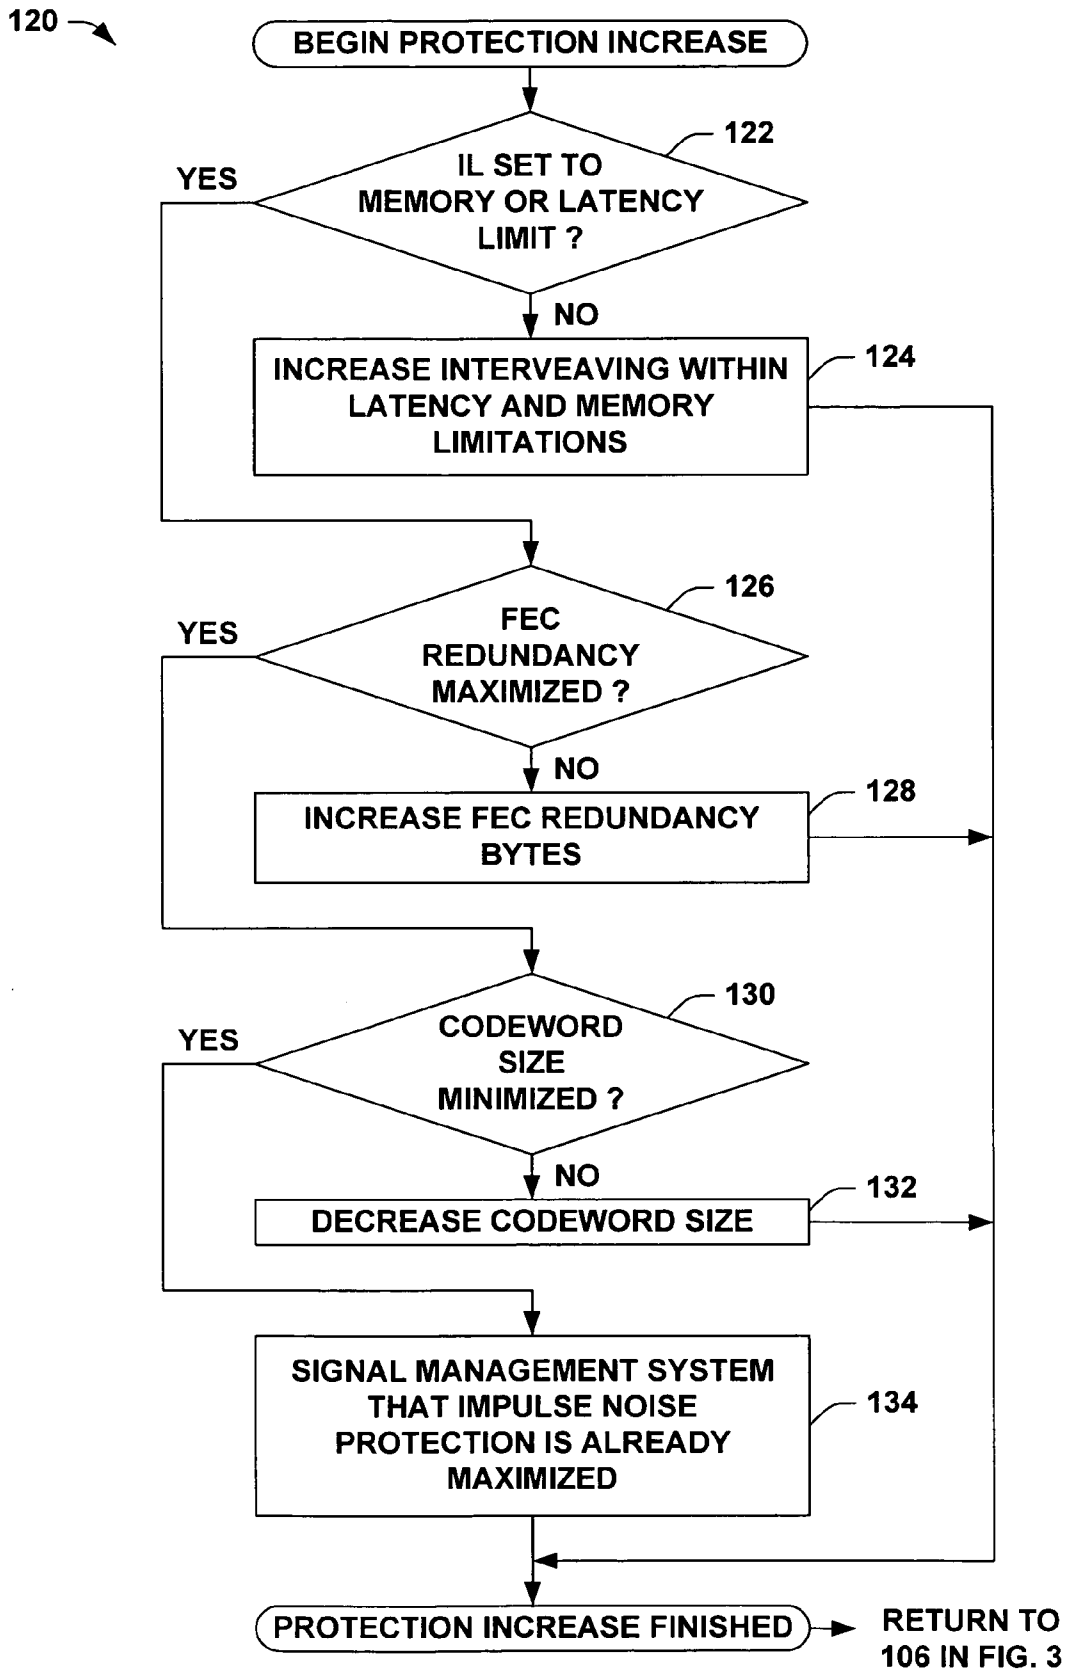 120
BEGIN PROTECTION INCREASE
122
YES
IL SET TO
MEMORY OR LATENCY
LIMIT ?
NO
124
INCREASE INTERVEAVING WITHIN
LATENCY AND MEMORY
LIMITATIONS
126
YES
FEC
REDUNDANCY
MAXIMIZED ?
NO
128
INCREASE FEC REDUNDANCY
BYTES
130
YES
CODEWORD
SIZE
MINIMIZED ?
NO
132
DECREASE CODEWORD SIZE
134
SIGNAL MANAGEMENT SYSTEM
THAT IMPULSE NOISE
PROTECTION IS ALREADY
MAXIMIZED
PROTECTION INCREASE FINISHED
RETURN TO
106 IN FIG. 3